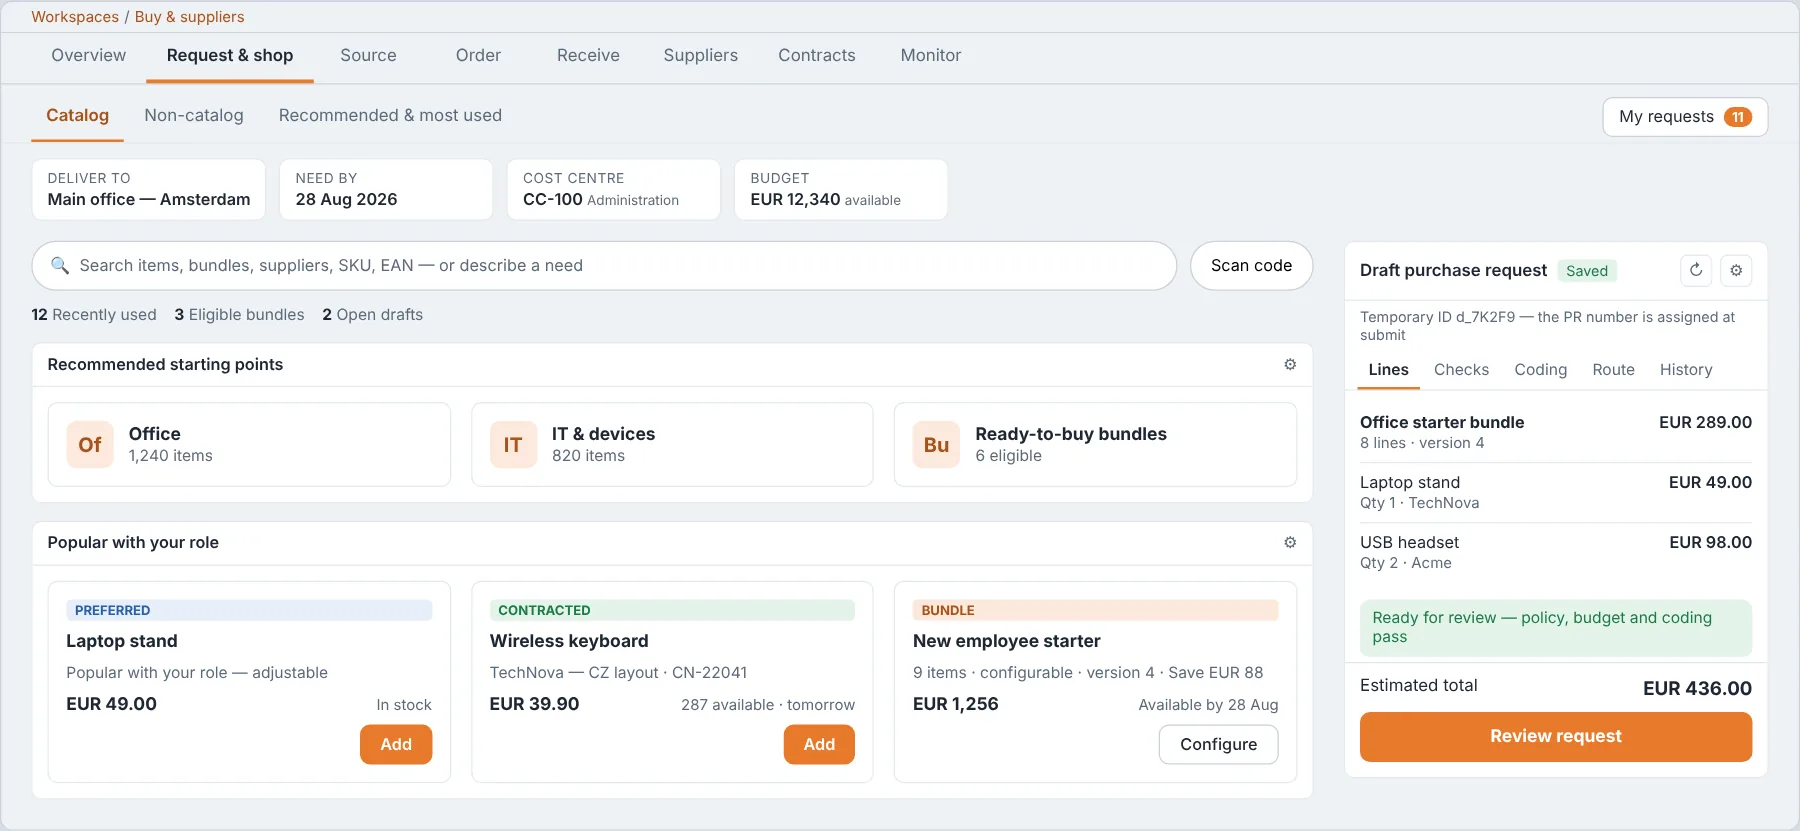 Workspaces / Buy & suppliers
Overview
Request & shop
Source
Order
Receive
Suppliers
Contracts
Monitor
Catalog
Non-catalog
Recommended & most used
My requests 11
DELIVER TO
Main office — Amsterdam
NEED BY
28 Aug 2026
COST CENTRE
CC-100 Administration
BUDGET
EUR 12,340 available
Search items, bundles, suppliers, SKU, EAN — or describe a need
Scan code
12 Recently used
3 Eligible bundles
2 Open drafts
Recommended starting points
Of
Office
1,240 items
IT
IT & devices
820 items
Bu
Ready-to-buy bundles
6 eligible
Popular with your role
PREFERRED
Laptop stand
Popular with your role — adjustable
EUR 49.00
In stock
Add
CONTRACTED
Wireless keyboard
TechNova — CZ layout · CN-22041
EUR 39.90
287 available · tomorrow
Add
BUNDLE
New employee starter
9 items · configurable · version 4 · Save EUR 88
EUR 1,256
Available by 28 Aug
Configure
Draft purchase request
Saved
Temporary ID d_7K2F9 — the PR number is assigned at
submit
Lines
Checks
Coding
Route
History
Office starter bundle
EUR 289.00
8 lines · version 4
Laptop stand
EUR 49.00
Qty 1 · TechNova
USB headset
EUR 98.00
Qty 2 · Acme
Ready for review — policy, budget and coding
pass
Estimated total
EUR 436.00
Review request